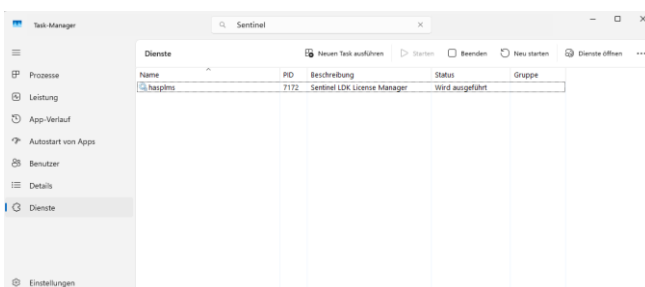 Task-Manager
Sentinel
Dienste
Neuen Task ausführen
Starten
Beenden
Neu starten
Dienste öffnen
Name PID Beschreibung Status Gruppe
hasplms 7172 Sentinel LDK License Manager Wird ausgeführt
Prozesse
Leistung
App-Verlauf
Autostart von Apps
Benutzer
Details
Dienste
Einstellungen